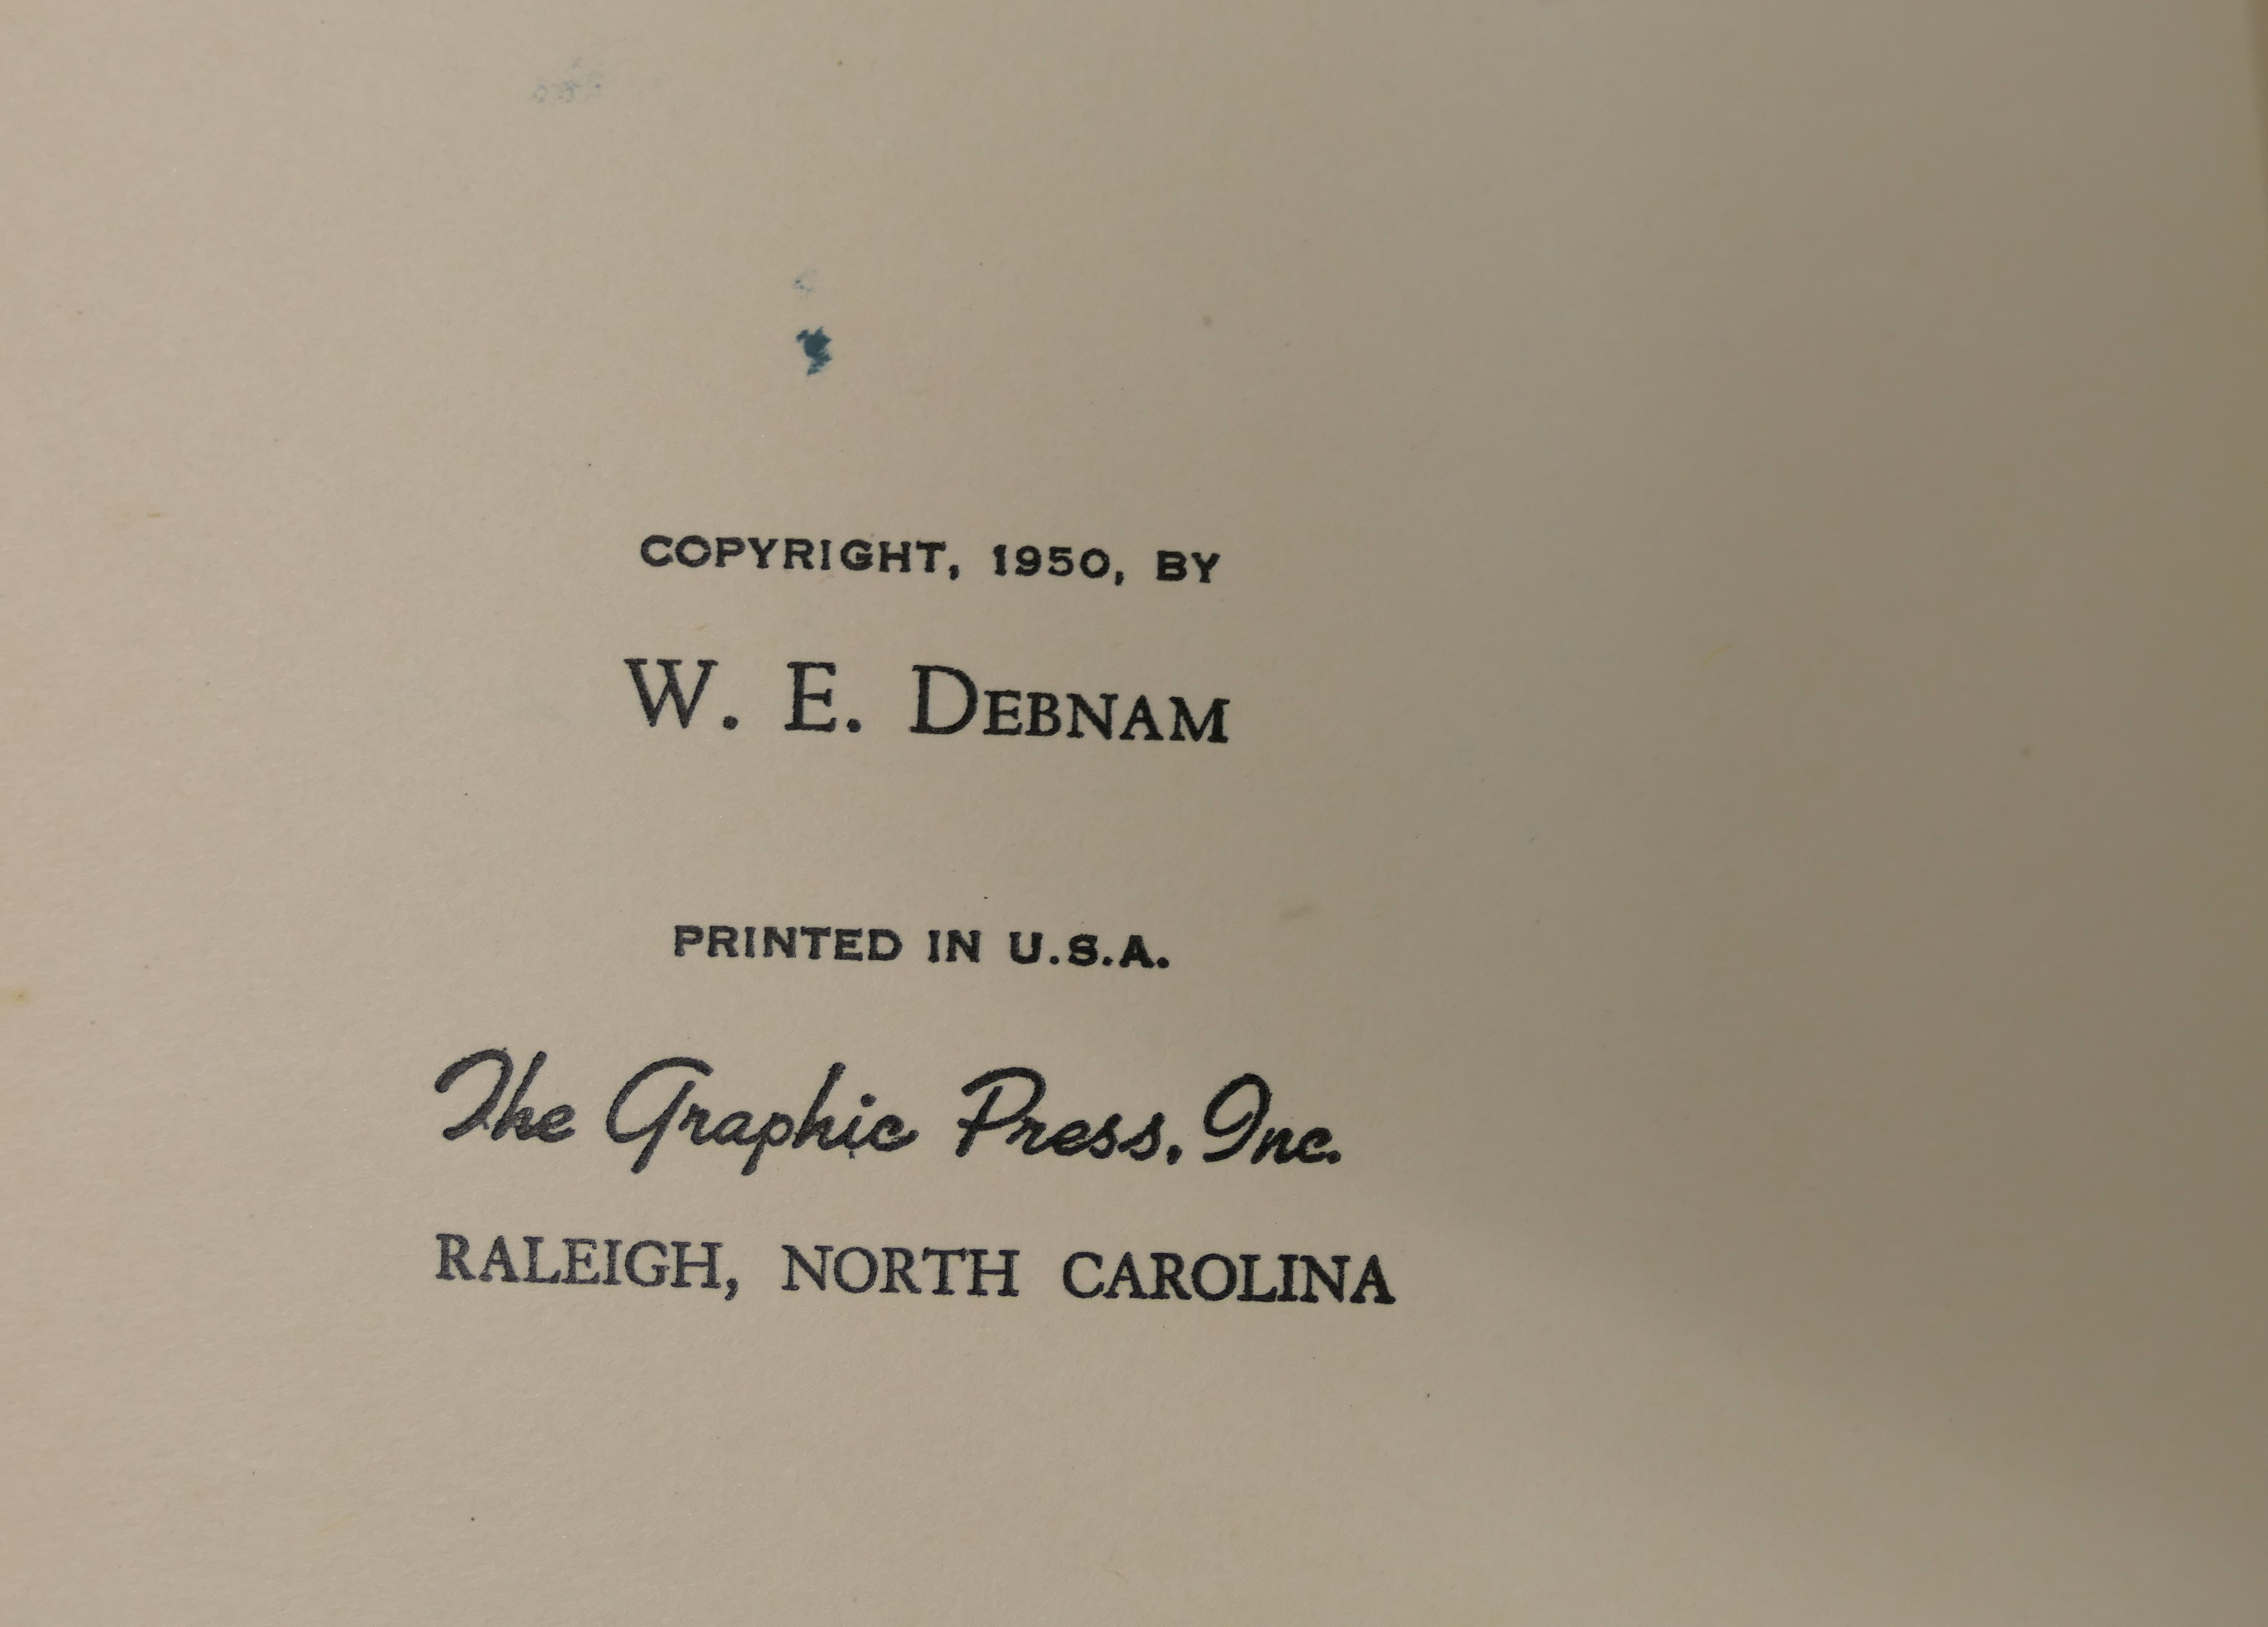 COPYRIGHT, 1950, BY
W. E. DEBNAM
PRINTED IN U.S.A.
The Graphic Press, Inc.
RALEIGH, NORTH CAROLINA